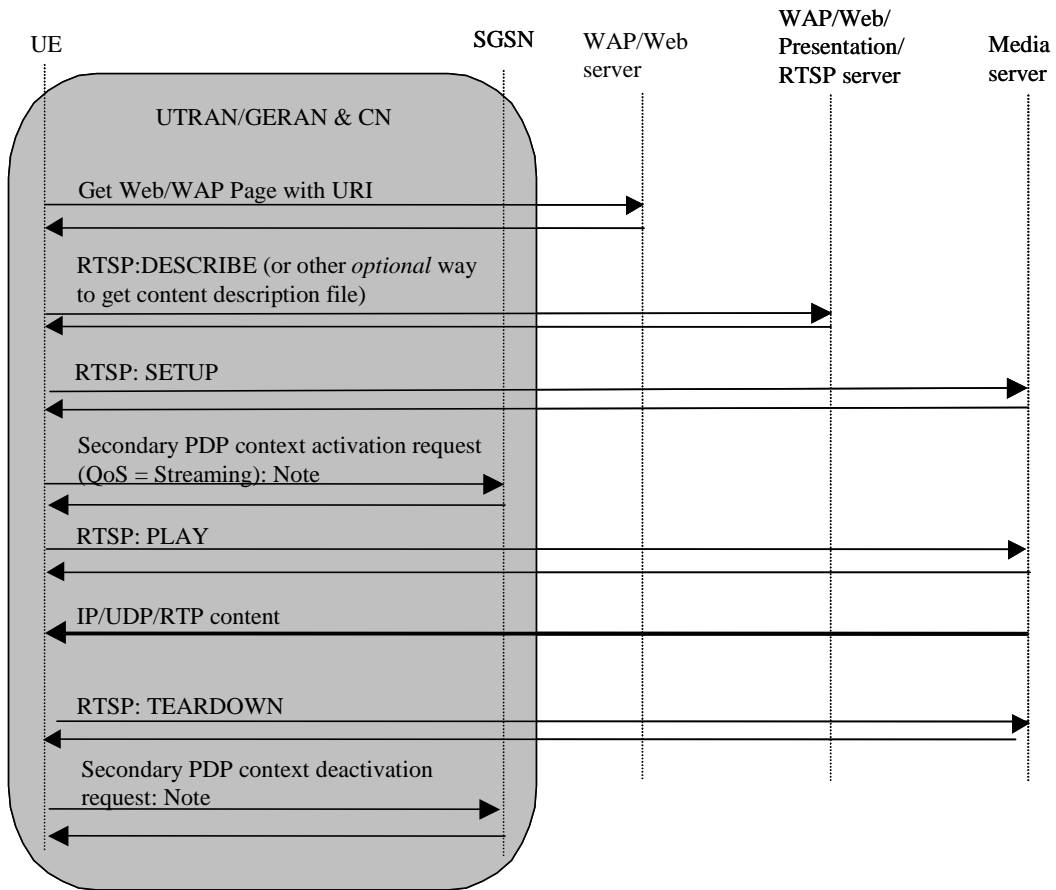 UE
SGSN
WAP/Web
server
WAP/Web/
Presentation/
RTSP server
Media
server
UTRAN/GERAN & CN
Get Web/WAP Page with URI
RTSP:DESCRIBE (or other optional way
to get content description file)
RTSP: SETUP
Secondary PDP context activation request
(QoS = Streaming): Note
RTSP: PLAY
IP/UDP/RTP content
RTSP: TEARDOWN
Secondary PDP context deactivation
request: Note